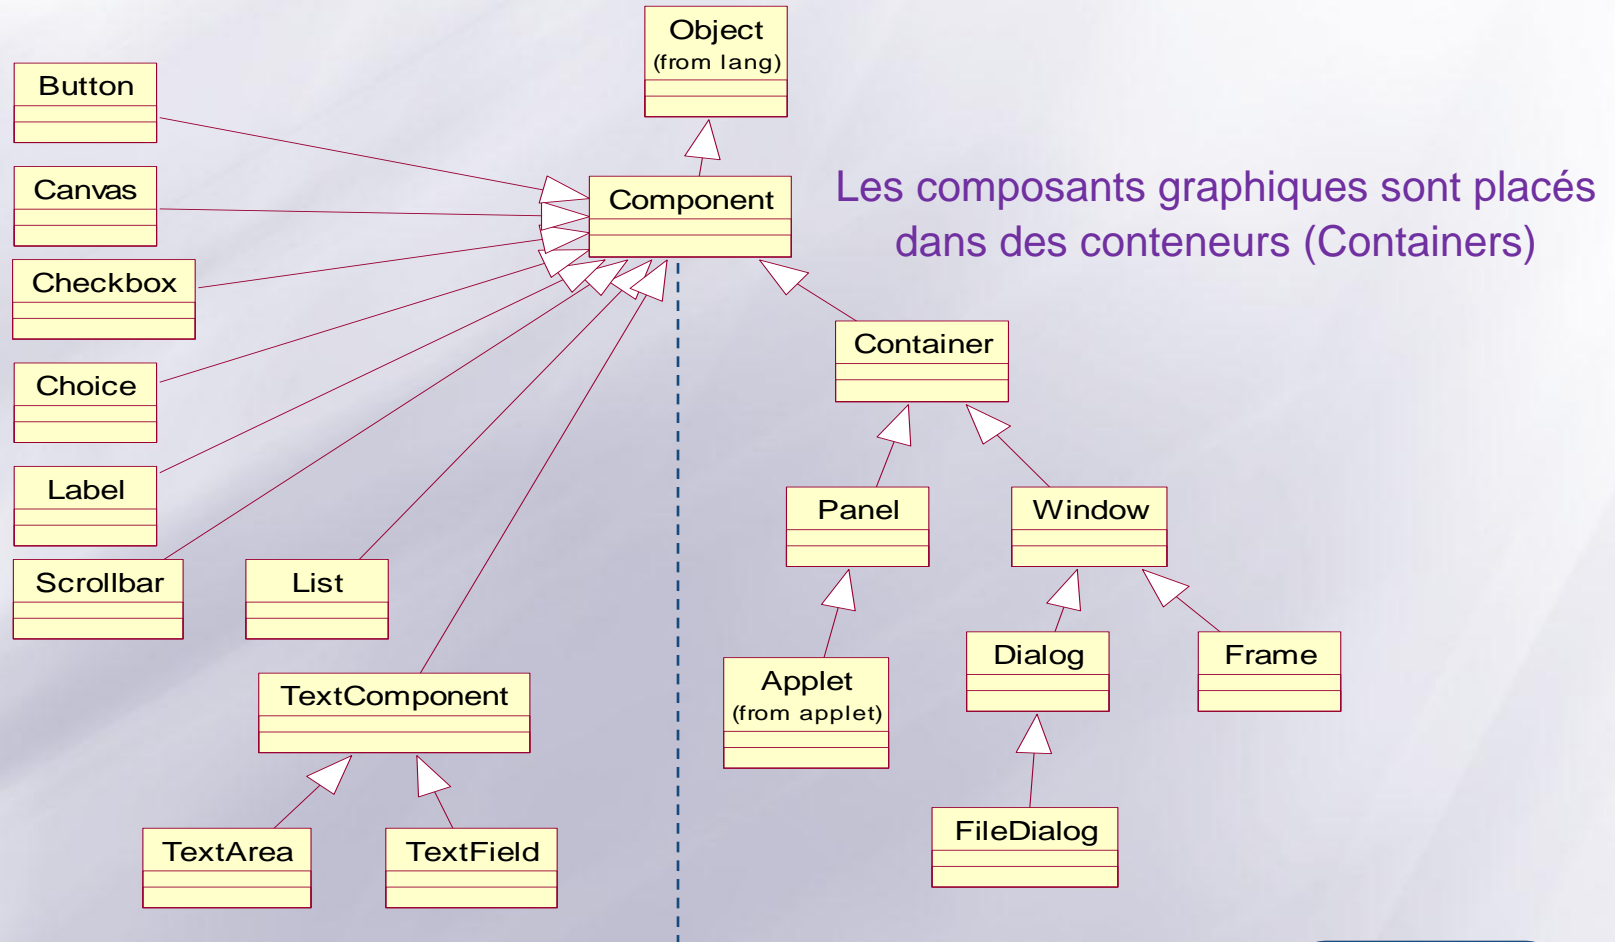 Object
(from lang)
Button
Canvas
Component
Les composants graphiques sont placés
dans des conteneurs (Containers)
Checkbox
Container
Choice
Label
Panel
Window
Scrollbar
List
Dialog
Frame
TextComponent
Applet
(from applet)
TextArea
TextField
FileDialog